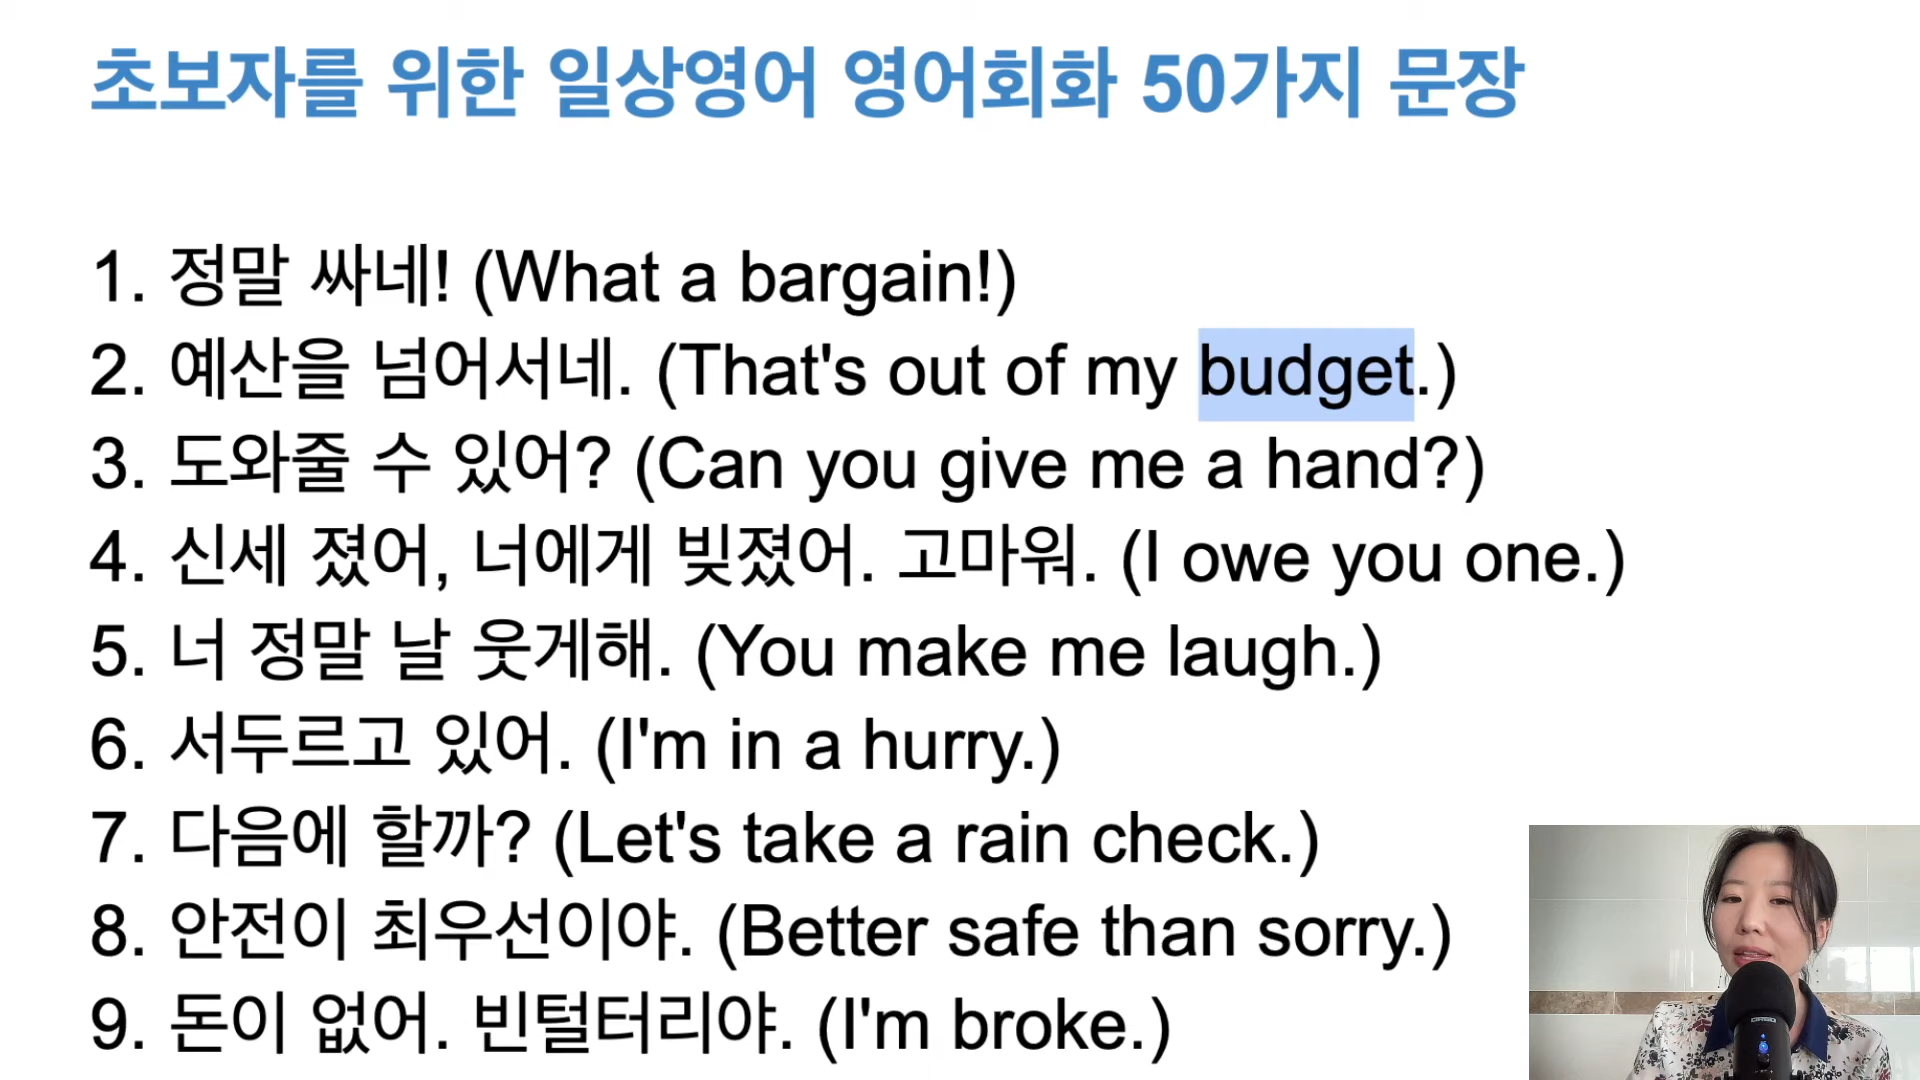 초보자를 위한 일상영어 영어회화 50가지 문장
1. 정말 싸네! (What a bargain!)
2. 예산을 넘어서네. (That's out of my budget.)
3. 도와줄 수 있어? (Can you give me a hand?)
4. 신세 졌어, 너에게 빚졌어. 고마워. (I owe you one.)
5. 너 정말 날 웃게해. (You make me laugh.)
6. 서두르고 있어. (I'm in a hurry.)
7. 다음에 할까? (Let's take a rain check.)
8. 안전이 최우선이야. (Better safe than sorry.)
9. 돈이 없어. 빈털터리야. (I'm broke.)